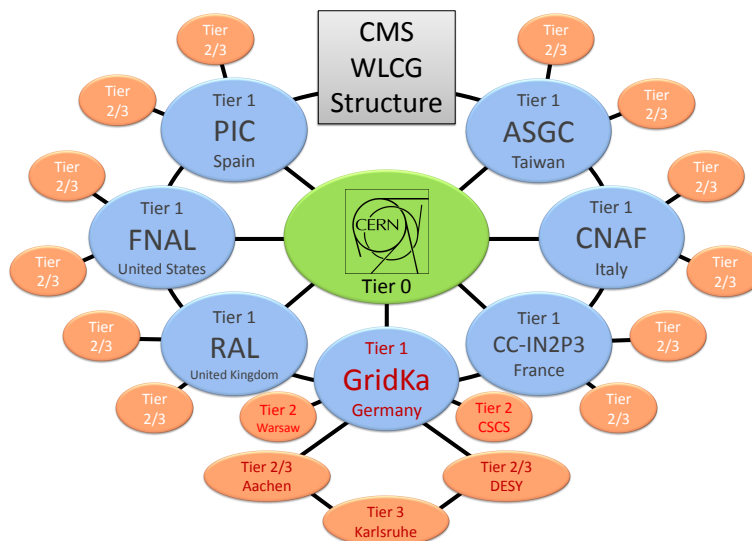 CMS
WLCG
Structure
Tier
2/3
Tier
2/3
Tier 1
PIC
Spain
Tier
2/3
Tier
2/3
Tier 1
ASGC
Taiwan
Tier
2/3
Tier
2/3
Tier 1
FNAL
United States
CERN
Tier 0
Tier 1
CNAF
Italy
Tier
2/3
Tier
2/3
Tier
2/3
Tier
2/3
Tier 1
RAL
United Kingdom
Tier 1
GridKa
Germany
Tier 1
CC-IN2P3
France
Tier
2/3
Tier
2/3
Tier 2
Warsaw
Tier 2
CSCS
Tier 2/3
Aachen
Tier 2/3
DESY
Tier 3
Karlsruhe